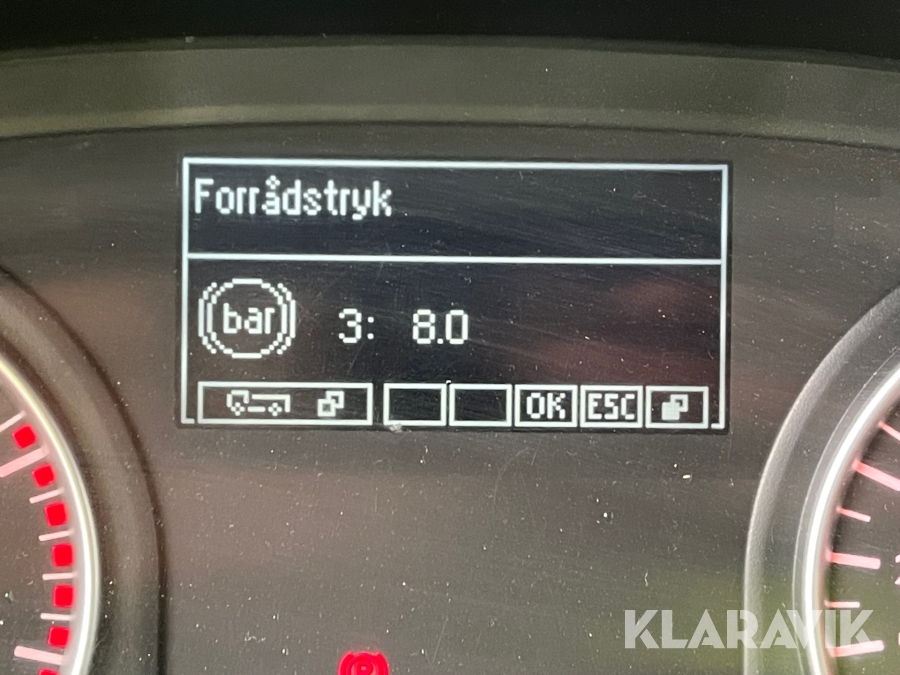 Forrådstryk
bar 3: 8.0
OK ESC
KLARAVIK